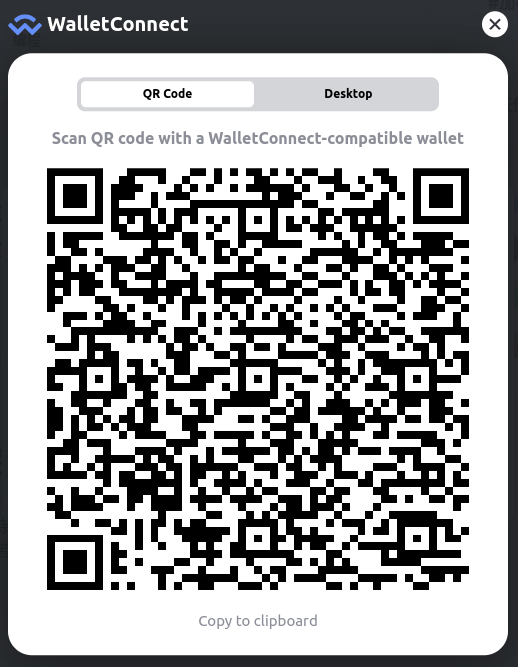 WalletConnect
QR Code
Desktop
Scan QR code with a WalletConnect-compatible wallet
Copy to clipboard